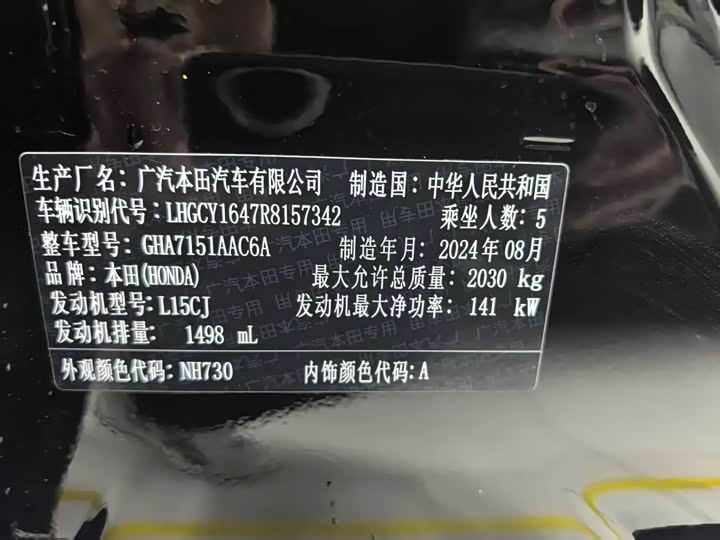 生产厂名：广汽本田汽车有限公司 制造国：中华人民共和国
车辆识别代号：LHGCY1647R8157342 乘坐人数：5
整车型号：GHA7151AAC6A 制造年月：2024年08月
品牌：本田(HONDA) 最大允许总质量：2030 kg
发动机型号：L15CJ 发动机最大净功率：141 kW
发动机排量： 1498 mL
外观颜色代码：NH730 内饰颜色代码：A